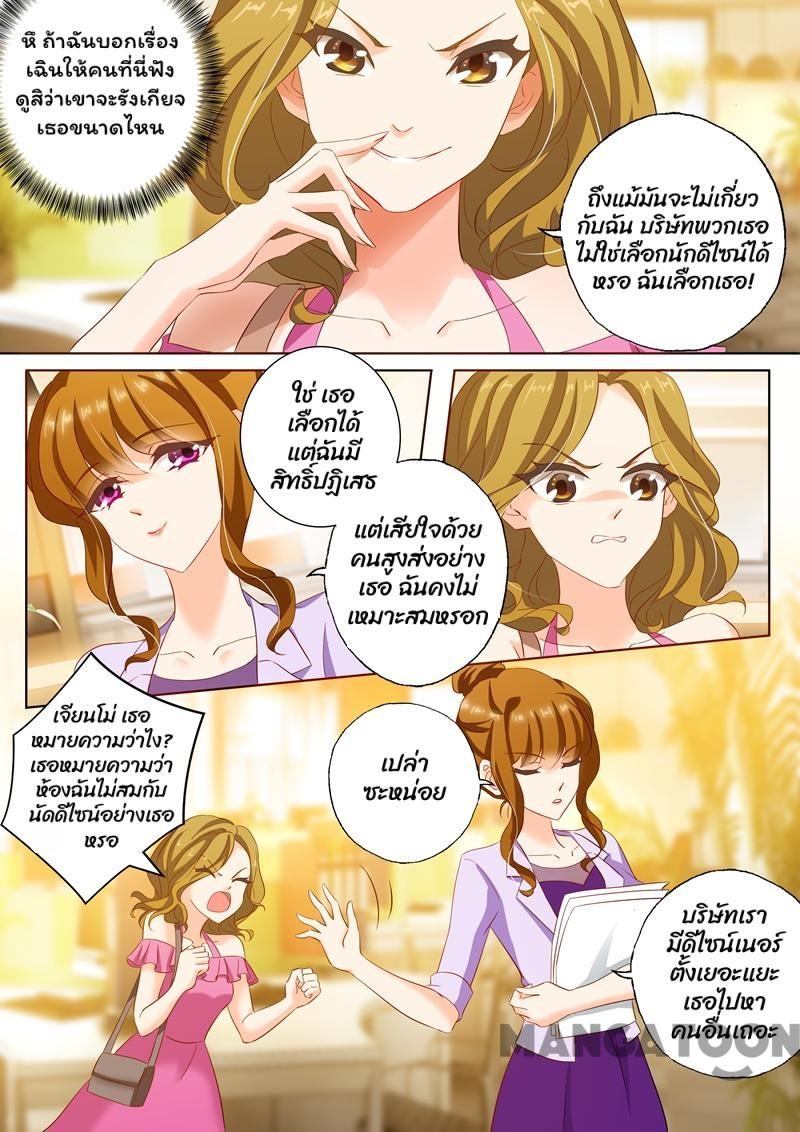 หึ ถ้าฉันบอกเรื่อง
เฉินให้คนที่นี่ฟัง
ดูสิว่าเขาจะรังเกียจ
เธอขนาดไหน
ถึงแม้มันจะไม่เกี่ยว
กับฉัน บริษัทพวกเธอ
ไม่ใช่เลือกนักดีไซน์ได้
หรอ ฉันเลือกเธอ!
ใช่ เธอ
เลือกได้
แต่ฉันมี
สิทธิ์ปฏิเสธ
แต่เสียใจด้วย
คนสูงส่งอย่าง
เธอ ฉันคงไม่
เหมาะสมหรอก
เจียนโม่ เธอ
หมายความว่าไง?
เธอหมายความว่า
ห้องฉันไม่สมกับ
นัดดีไซน์อย่างเธอ
หรอ
เปล่า
ซะหน่อย
บริษัทเรา
มีดีไซน์เนอร์
ตั้งเยอะแยะ
เธอไปหา
คนอื่นเถอะ
MANGATOON